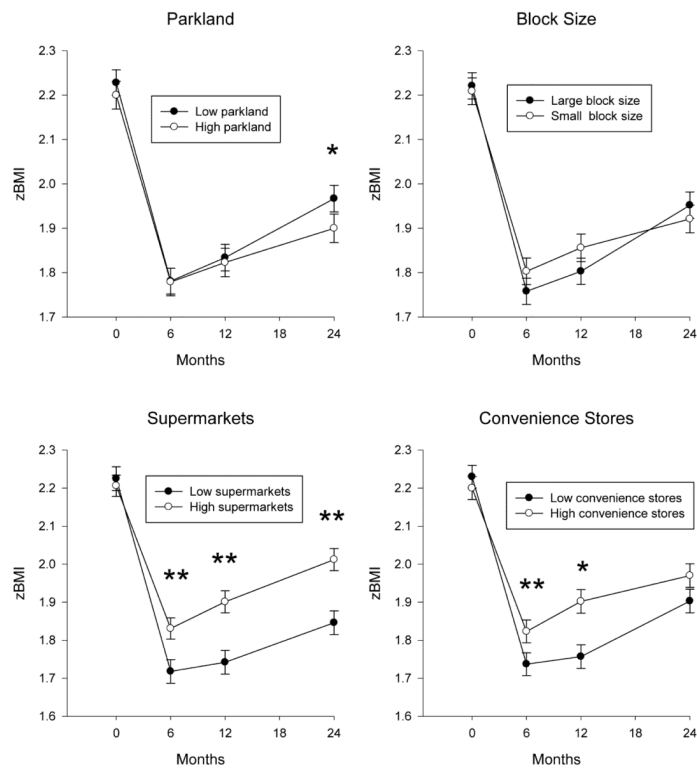 Parkland
2.3
2.2
2.1
2.0
1.9
1.8
1.7
zBMI
Low parkland
High parkland
*
0
6
12
18
24
Months
Block Size
2.3
2.2
2.1
2.0
1.9
1.8
1.7
zBMI
Large block size
Small block size
0
6
12
18
24
Months
Supermarkets
2.3
2.2
2.1
2.0
1.9
1.8
1.7
1.6
zBMI
Low supermarkets
High supermarkets
**
**
**
0
6
12
18
24
Months
Convenience Stores
2.3
2.2
2.1
2.0
1.9
1.8
1.7
1.6
zBMI
Low convenience stores
High convenience stores
**
*
0
6
12
18
24
Months